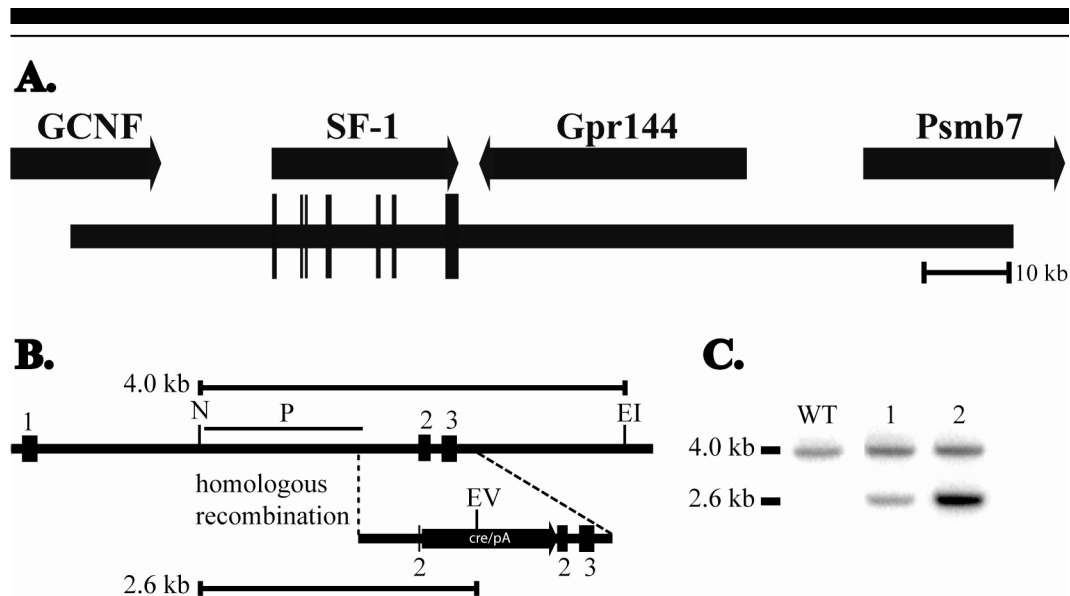 A.
GCNF SF-1 Gpr144 Psmb7
10 kb
B.
4.0 kb
1 N P 2 3 EI
homologous
recombination
EV
cre/pA
2 2 3
2.6 kb
C.
WT 1 2
4.0 kb
2.6 kb